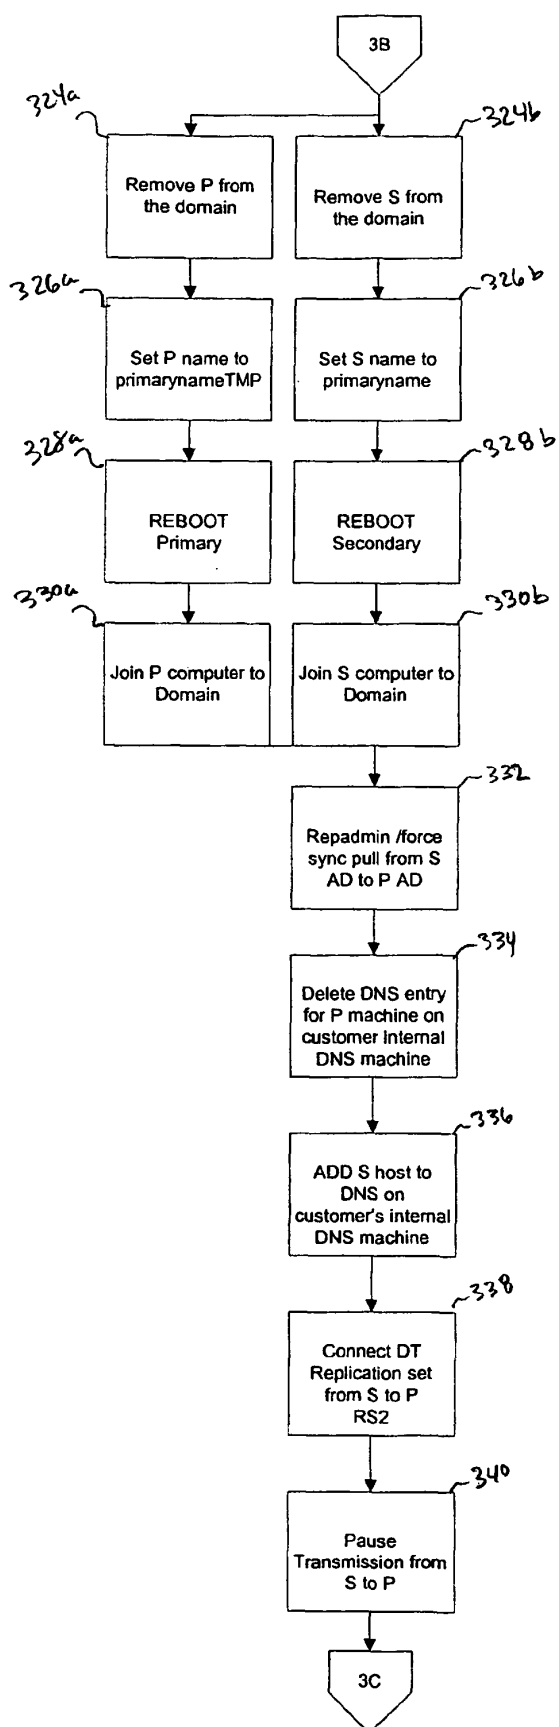 3B
324a
324b
Remove P from
the domain
Remove S from
the domain
326a
326b
Set P name to
primarynameTMP
Set S name to
primaryname
328a
328b
REBOOT
Primary
REBOOT
Secondary
330a
330b
Join P computer to
Domain
Join S computer to
Domain
332
Repadmin /force
sync pull from S
AD to P AD
334
Delete DNS entry
for P machine on
customer internal
DNS machine
336
ADD S host to
DNS on
customer's internal
DNS machine
338
Connect DT
Replication set
from S to P
RS2
340
Pause
Transmission from
S to P
3C